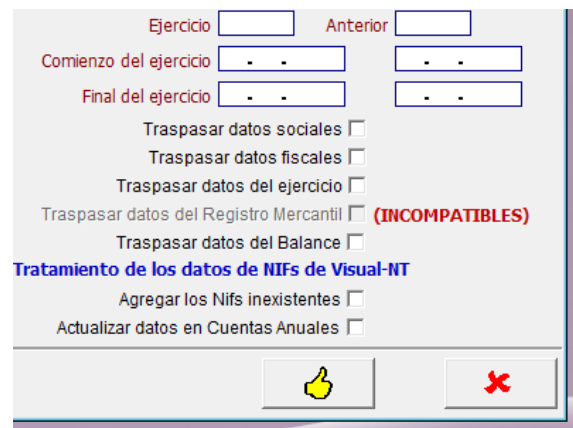 Ejercicio Anterior
Comienzo del ejercicio - - - -
Final del ejercicio - - - -
Traspasar datos sociales
Traspasar datos fiscales
Traspasar datos del ejercicio
Traspasar datos del Registro Mercantil (INCOMPATIBLES)
Traspasar datos del Balance
Tratamiento de los datos de NIFs de Visual-NT
Agregar los Nifs inexistentes
Actualizar datos en Cuentas Anuales